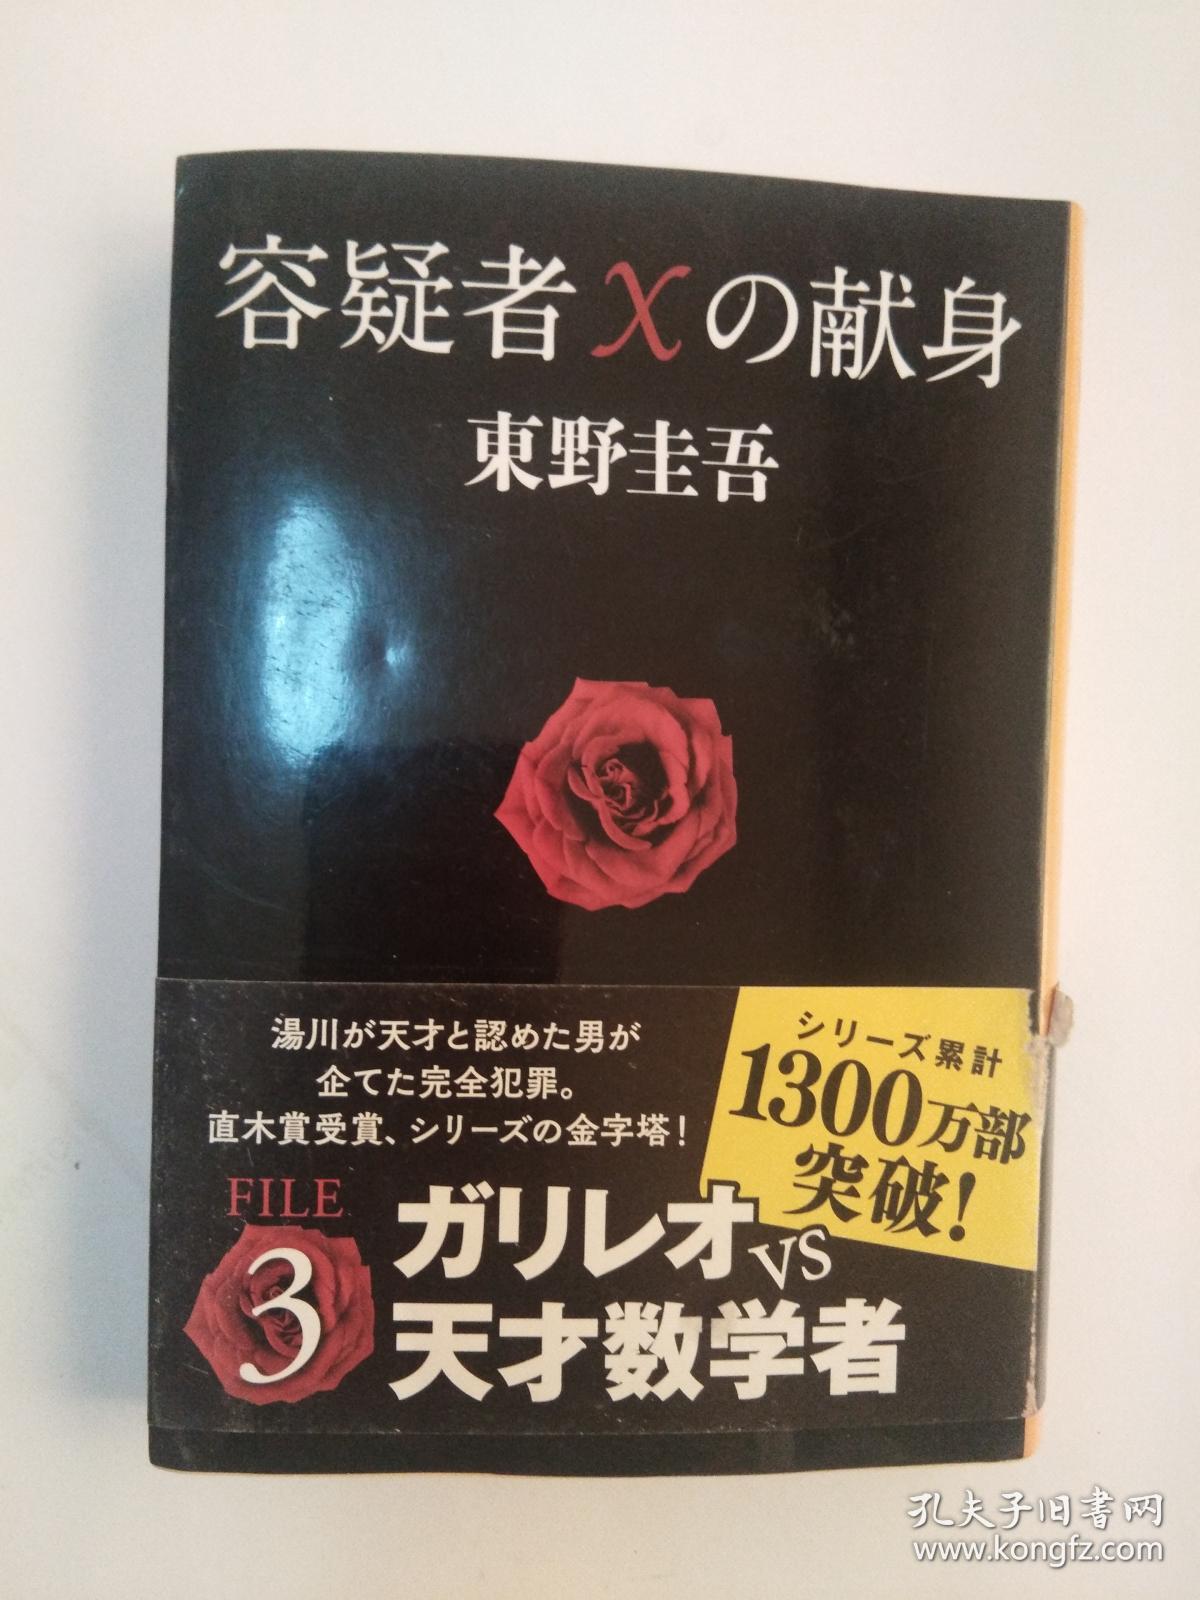 容疑者Xの献身
東野圭吾
湯川が天才と認めた男が
企てた完全犯罪。
直木賞受賞、シリーズの金字塔!
シリーズ累計
1300万部
突破!
FILE
3
ガリレオvs
天才数学者
孔夫子旧书网
www.kongfz.com